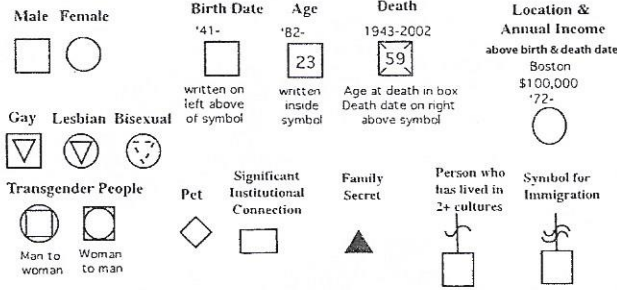 Male Female
Birth Date
Age
Death
Location &
Annual Income
above birth & death date
Boston
$100,000
'72-
'41-
'82-
1943-2002
23
59
written on
left above
of symbol
written
inside
symbol
Age at death in box
Death date on right
above symbol
Gay Lesbian Bisexual
Transgender People
Man to
woman
Woman
to man
Pet
Significant
Institutional
Connection
Family
Secret
Person who
has lived in
2+ cultures
Symbol for
Immigration